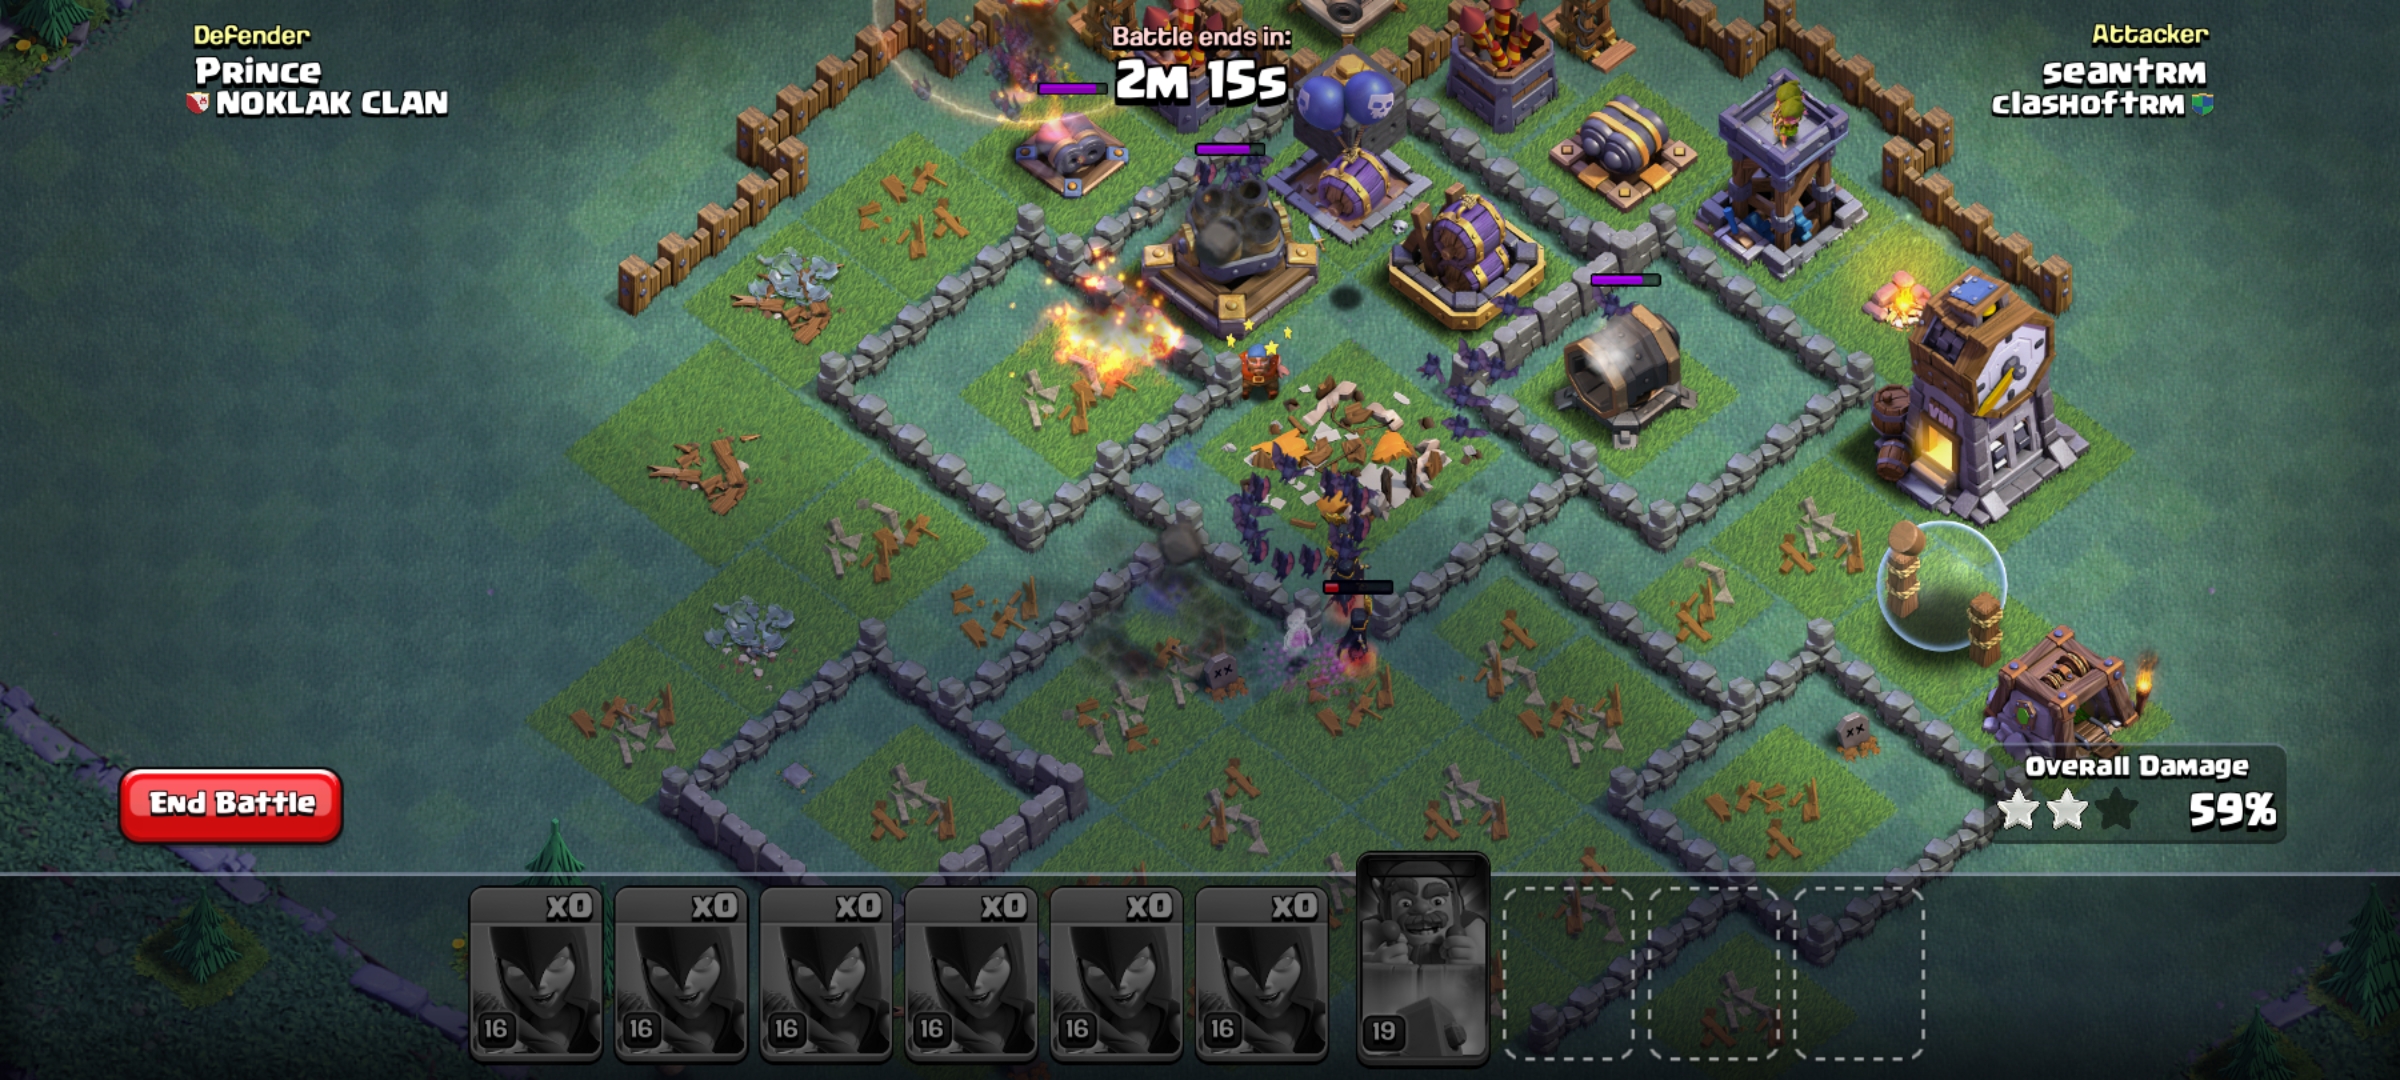 Defender
Prince
NOKLAK CLAN
Battle ends in:
2M 15s
Attacker
seantRM
clashoftRM
End Battle
Overall Damage
59%
x0
x0
x0
x0
x0
x0
16
16
16
16
16
16
19